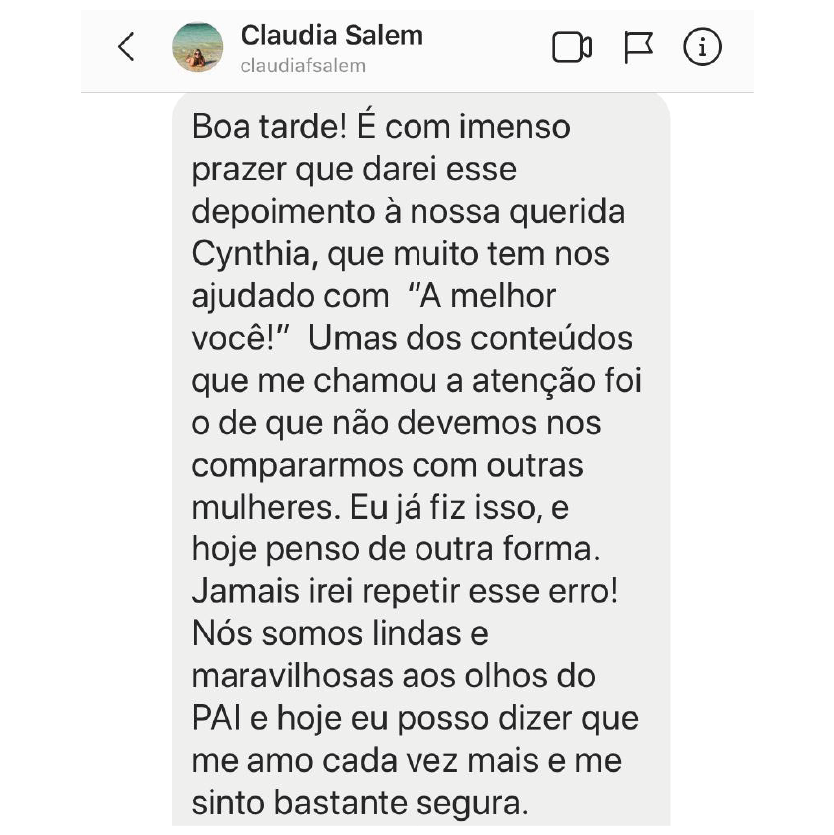 Claudia Salem
claudiafsalem
Boa tarde! É com imenso
prazer que darei esse
depoimento à nossa querida
Cynthia, que muito tem nos
ajudado com “A melhor
você!” Umas dos conteúdos
que me chamou a atenção foi
o de que não devemos nos
compararmos com outras
mulheres. Eu já fiz isso, e
hoje penso de outra forma.
Jamais irei repetir esse erro!
Nós somos lindas e
maravilhosas aos olhos do
PAI e hoje eu posso dizer que
me amo cada vez mais e me
sinto bastante segura.